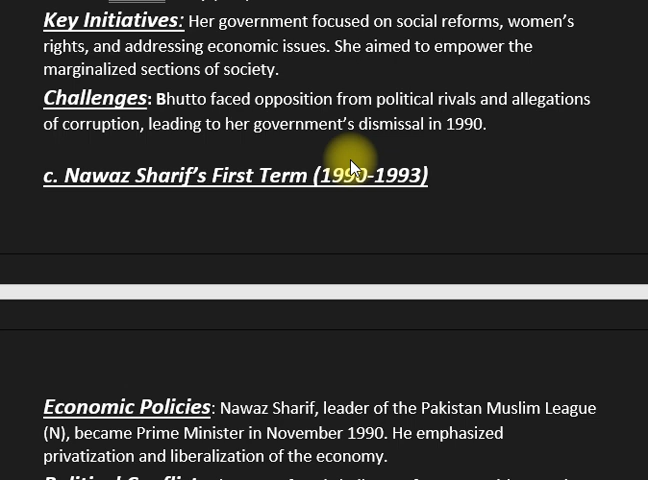 Key Initiatives: Her government focused on social reforms, women's
rights, and addressing economic issues. She aimed to empower the
marginalized sections of society.
Challenges: Bhutto faced opposition from political rivals and allegations
of corruption, leading to her government's dismissal in 1990.
c. Nawaz Sharif's First Term (1990-1993)
Economic Policies: Nawaz Sharif, leader of the Pakistan Muslim League
(N), became Prime Minister in November 1990. He emphasized
privatization and liberalization of the economy.